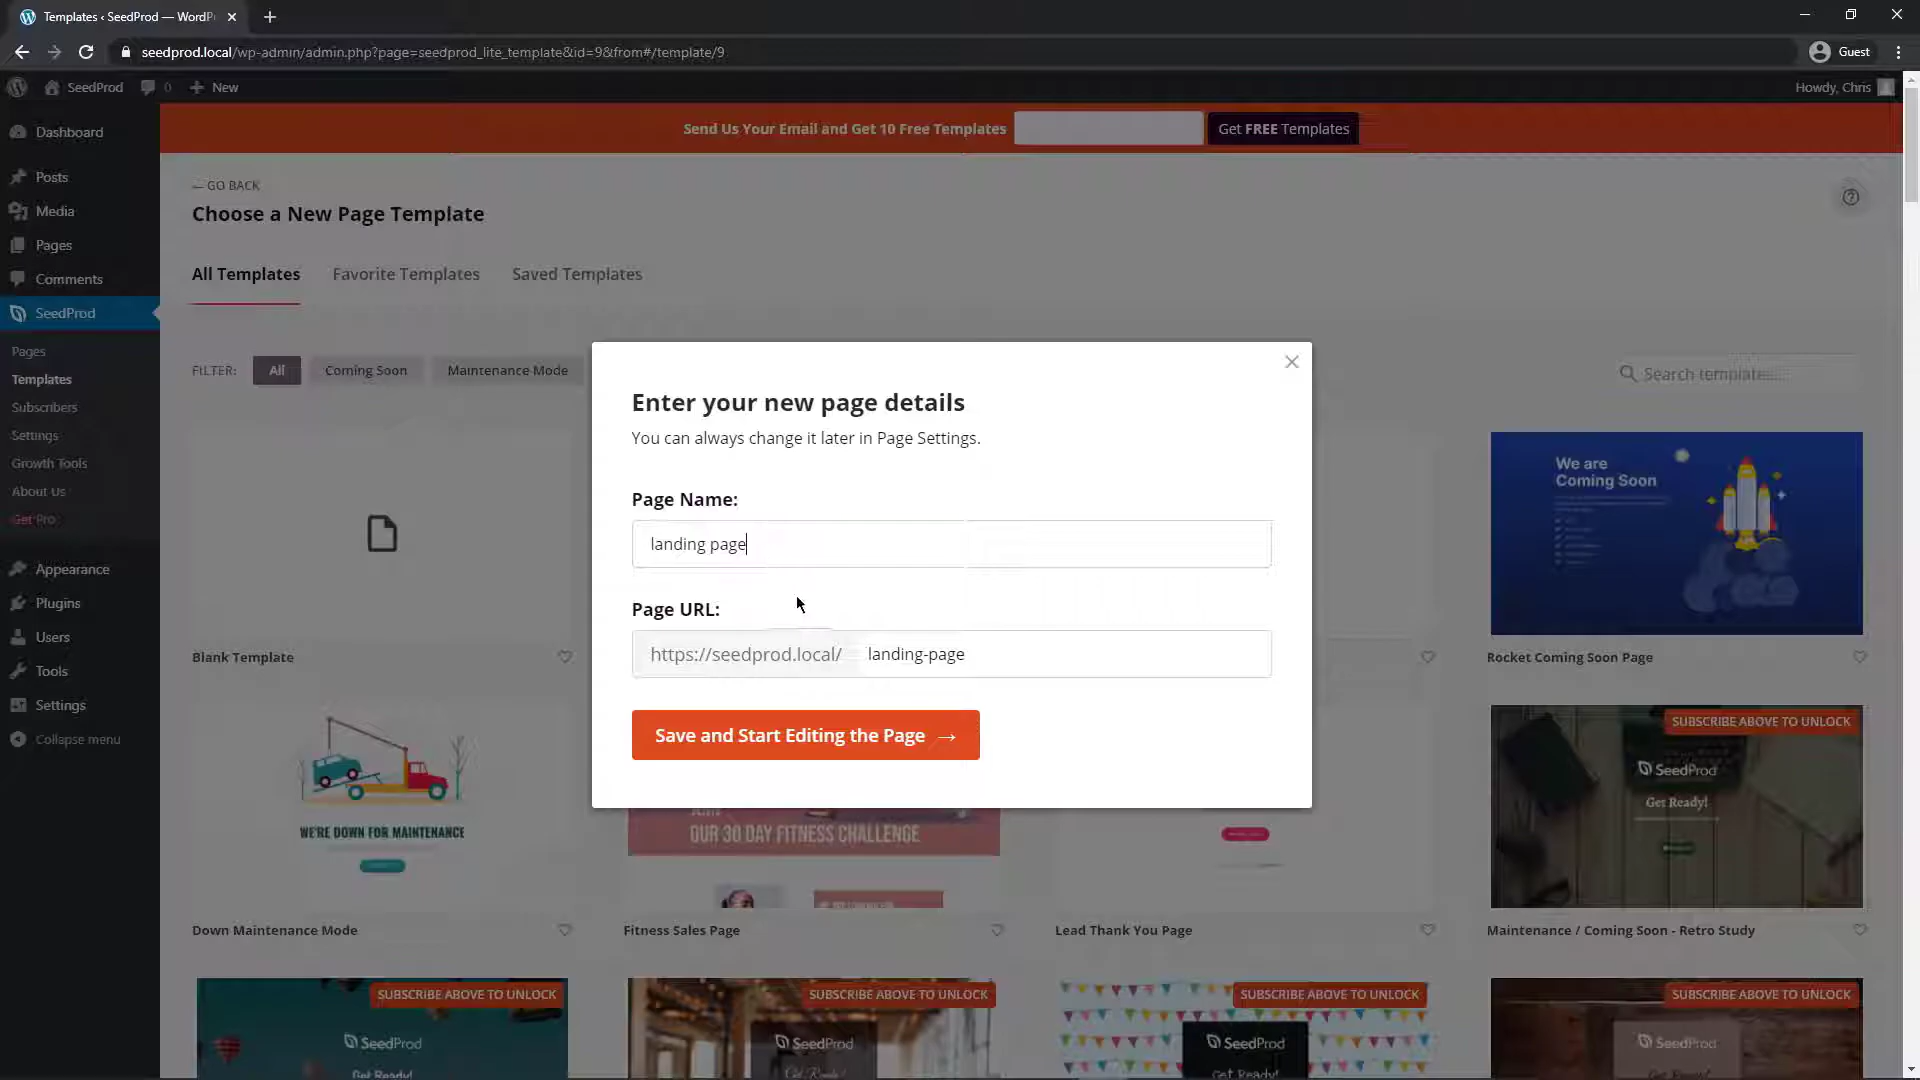 Templates ‹ SeedProd — WordP
seedprod.local/wp-admin/admin.php?page=seedprod_lite_template&id=9&from#/template/9
Guest
SeedProd
0
New
Howdy, Chris
Dashboard
Posts
Media
Pages
Comments
SeedProd
Pages
Templates
Subscribers
Settings
Growth Tools
About Us
Get Pro
Appearance
Plugins
Users
Tools
Settings
Collapse menu
Send Us Your Email and Get 10 Free Templates
Get FREE Templates
← GO BACK
Choose a New Page Template
All Templates
Favorite Templates
Saved Templates
FILTER:
All
Coming Soon
Maintenance Mode
Search templates...
Enter your new page details
You can always change it later in Page Settings.
Page Name:
landing page
Page URL:
https://seedprod.local/
landing-page
Save and Start Editing the Page →
We are
Coming Soon
Blank Template
Rocket Coming Soon Page
WE'RE DOWN FOR MAINTENANCE
OUR 30 DAY FITNESS CHALLENGE
SUBSCRIBE ABOVE TO UNLOCK
SeedProd
Get Ready!
Down Maintenance Mode
Fitness Sales Page
Lead Thank You Page
Maintenance / Coming Soon - Retro Study
SUBSCRIBE ABOVE TO UNLOCK
SeedProd
Get Ready!
SUBSCRIBE ABOVE TO UNLOCK
SeedProd
Get Ready!
SUBSCRIBE ABOVE TO UNLOCK
SeedProd
Get Ready!
SUBSCRIBE ABOVE TO UNLOCK
SeedProd